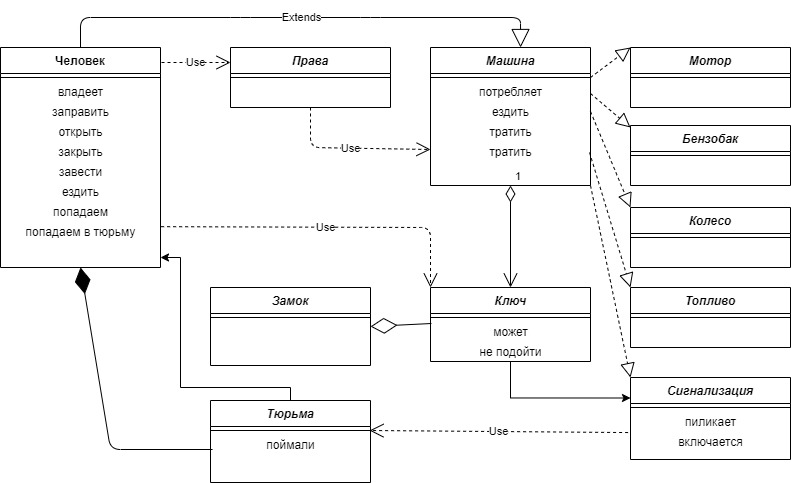 Extends
Человек
владеет
заправить
открыть
закрыть
завести
ездить
попадаем
попадаем в тюрьму
Use
Права
Use
Машина
потребляет
ездить
тратить
тратить
1
Мотор
Бензобак
Колесо
Топливо
Use
Замок
Ключ
может
не подойти
Сигнализация
пиликает
включается
Тюрьма
поймали
Use